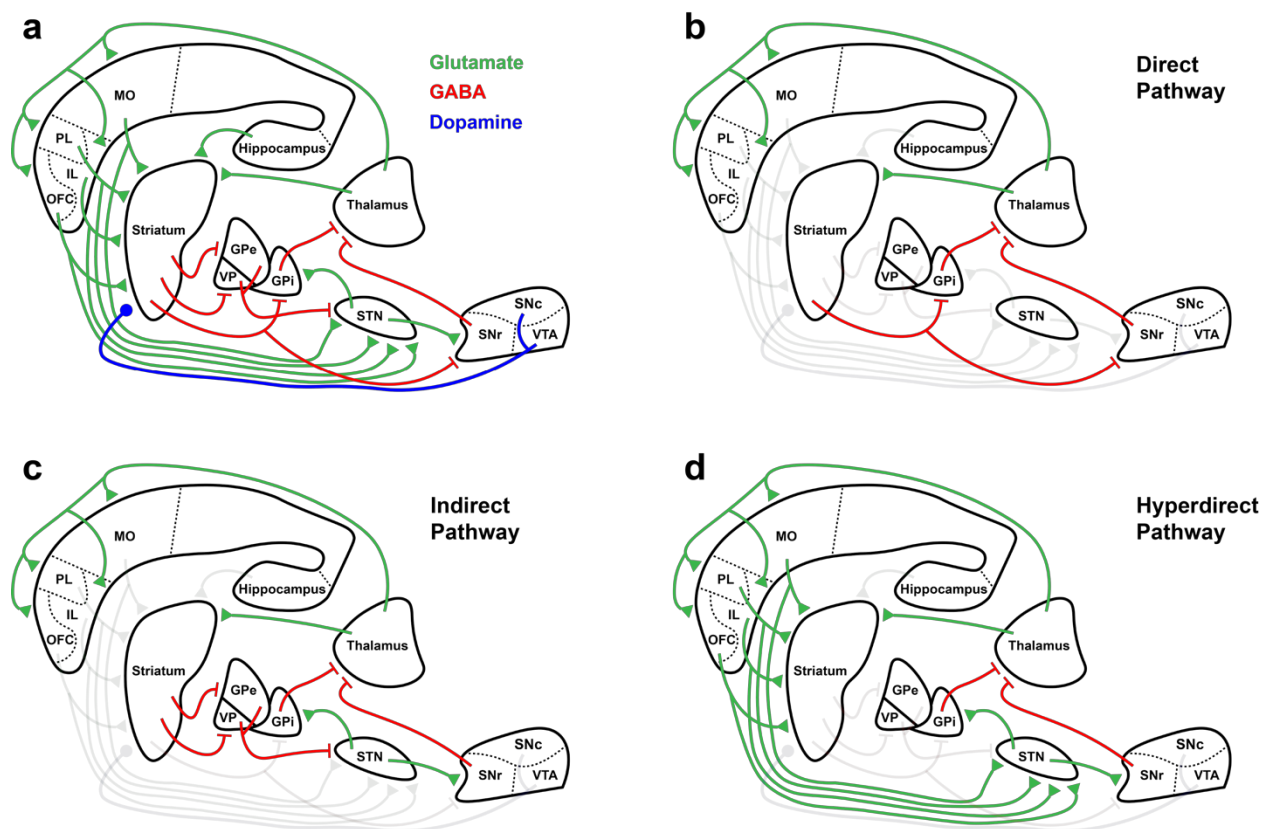 a
Glutamate
GABA
Dopamine
MO
PL
IL
OFC
Hippocampus
Striatum
Thalamus
GPe
VP
GPi
STN
SNc
SNr
VTA
b
Direct
Pathway
MO
PL
IL
OFC
Hippocampus
Striatum
Thalamus
GPe
VP
GPi
STN
SNc
SNr
VTA
c
Indirect
Pathway
MO
PL
IL
OFC
Hippocampus
Striatum
Thalamus
GPe
VP
GPi
STN
SNc
SNr
VTA
d
Hyperdirect
Pathway
MO
PL
IL
OFC
Hippocampus
Striatum
Thalamus
GPe
VP
GPi
STN
SNc
SNr
VTA